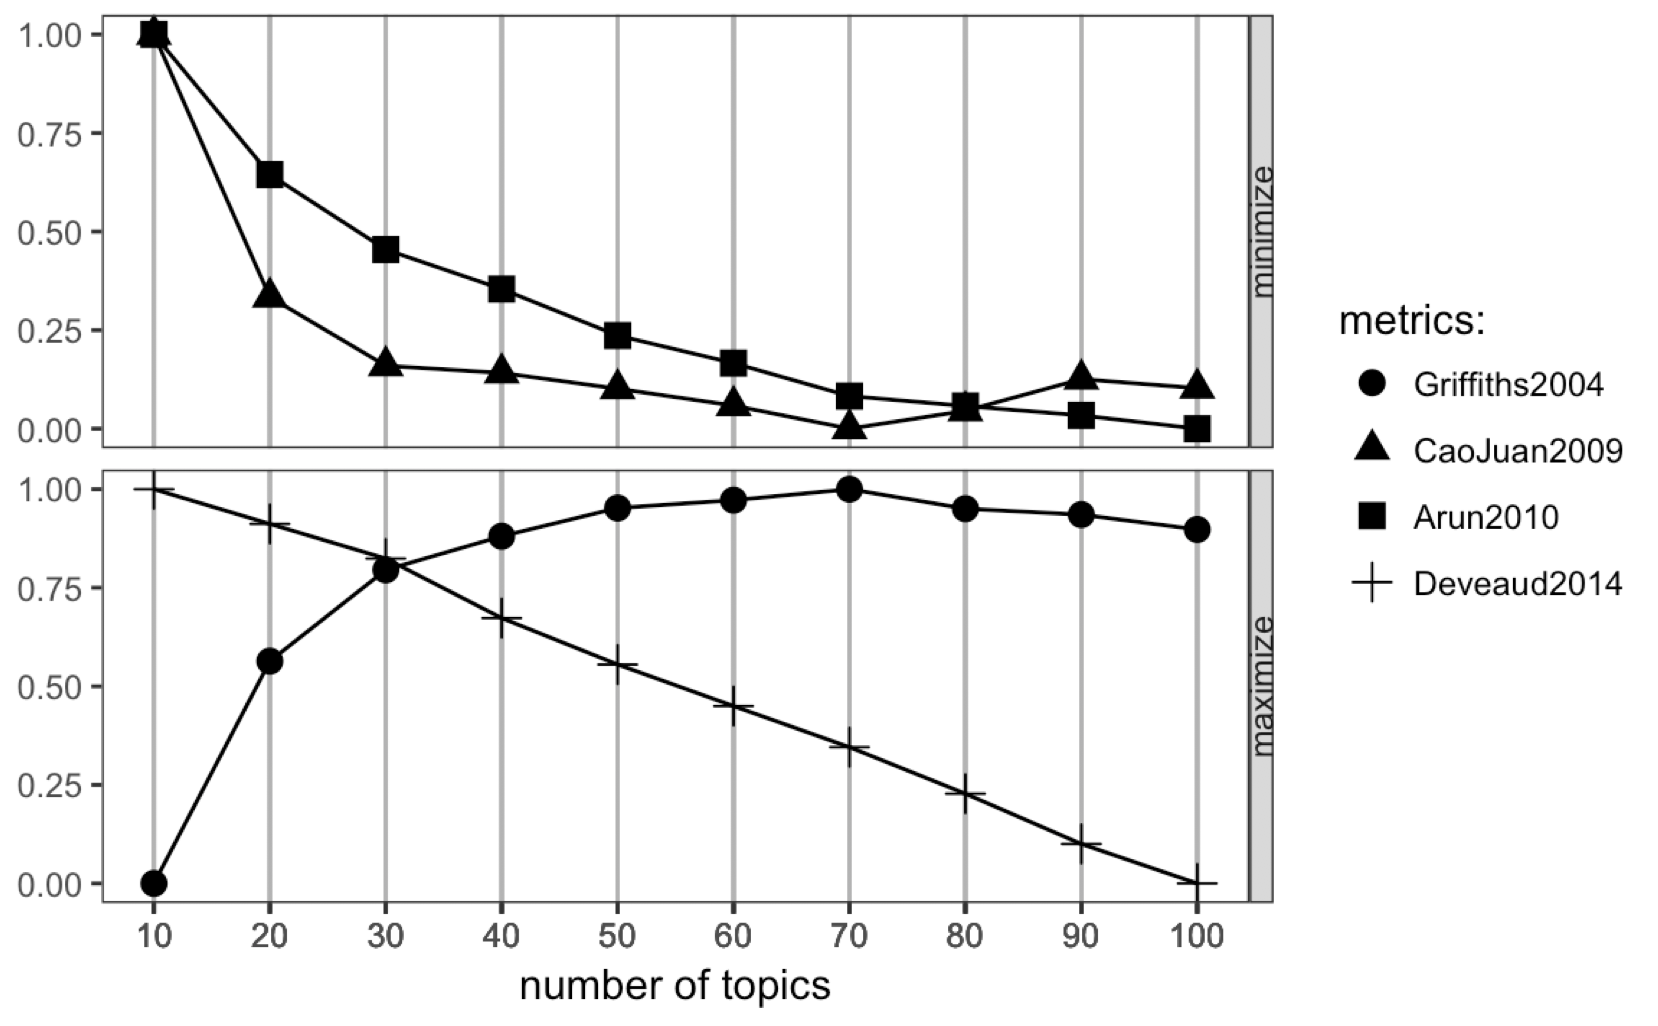 1.00
0.75
0.50
0.25
0.00
minimize
1.00
0.75
0.50
0.25
0.00
maximize
10 20 30 40 50 60 70 80 90 100
number of topics
metrics:
Griffiths2004
CaoJuan2009
Arun2010
Deveaud2014